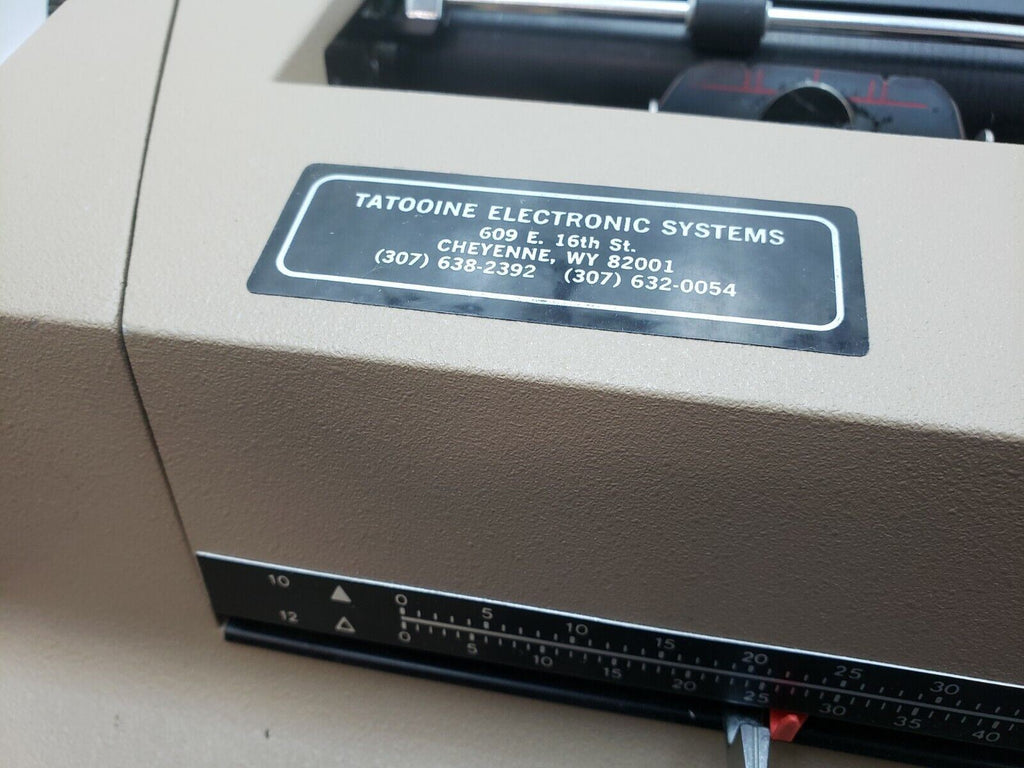 TATOOINE ELECTRONIC SYSTEMS
609 E. 16th St.
CHEYENNE, WY 82001
(307) 638-2392 (307) 632-0054
10 0 5 10 15 20 25 30
12 0 5 10 15 20 25 30 35 40